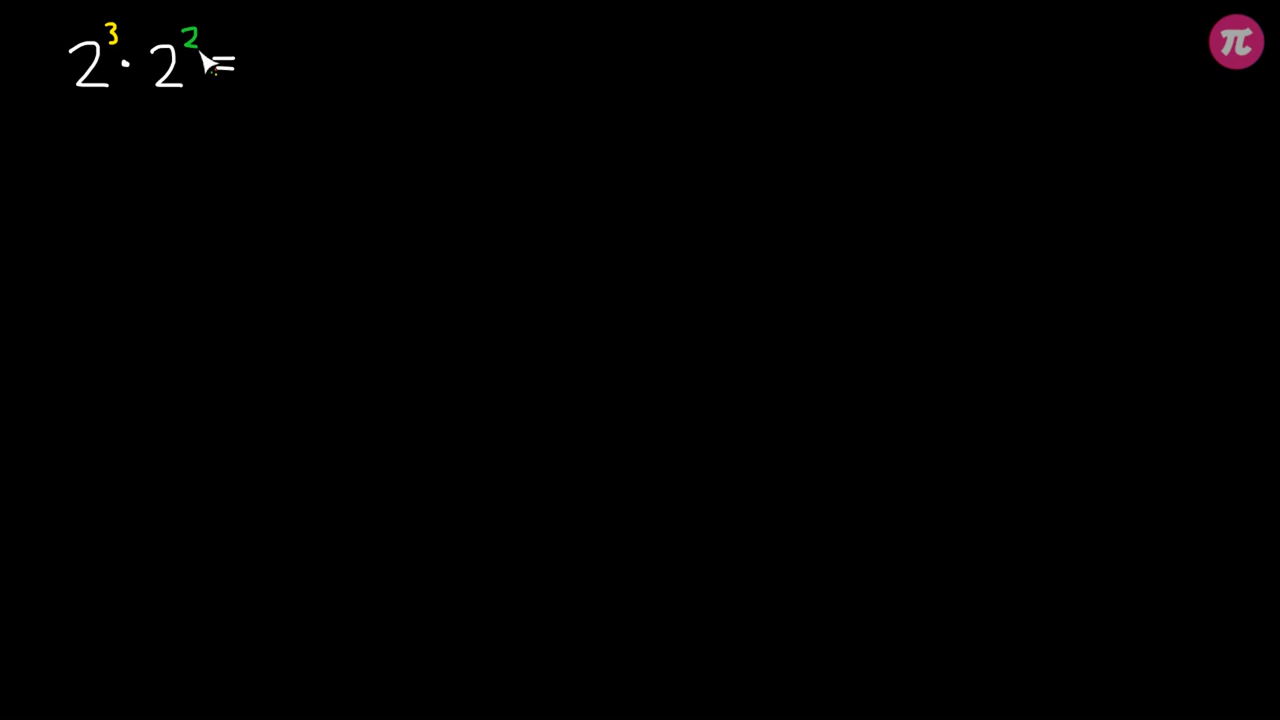 2³ · 2² =
π